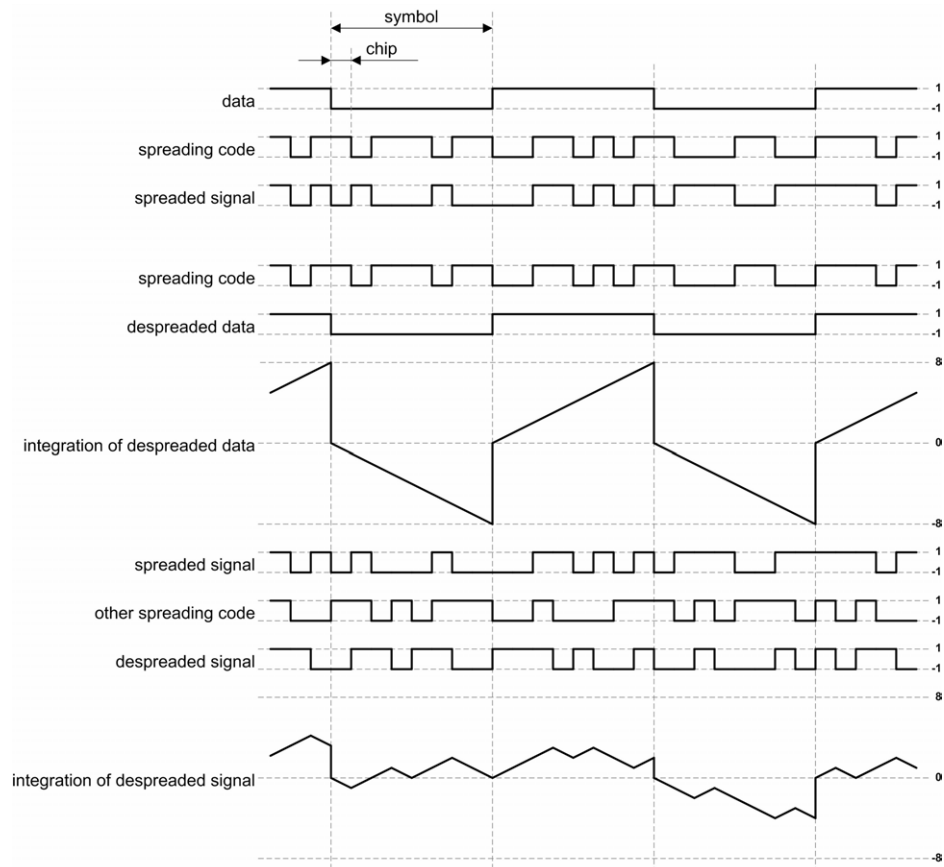 symbol
chip
data
1
-1
spreading code
1
-1
spreaded signal
1
-1
spreading code
1
-1
despreaded data
1
-1
8
integration of despreaded data
0
-8
spreaded signal
1
-1
other spreading code
1
-1
despreaded signal
1
-1
8
integration of despreaded signal
0
-8